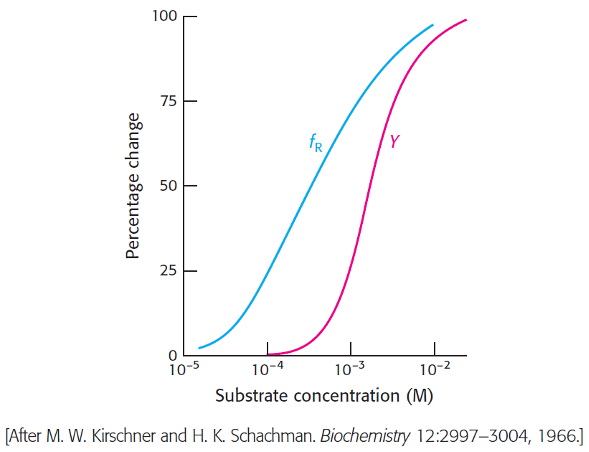 100
75
50
25
0
Percentage change
fR
Y
10⁻⁵ 10⁻⁴ 10⁻³ 10⁻²
Substrate concentration (M)
[After M. W. Kirschner and H. K. Schachman. Biochemistry 12:2997–3004, 1966.]